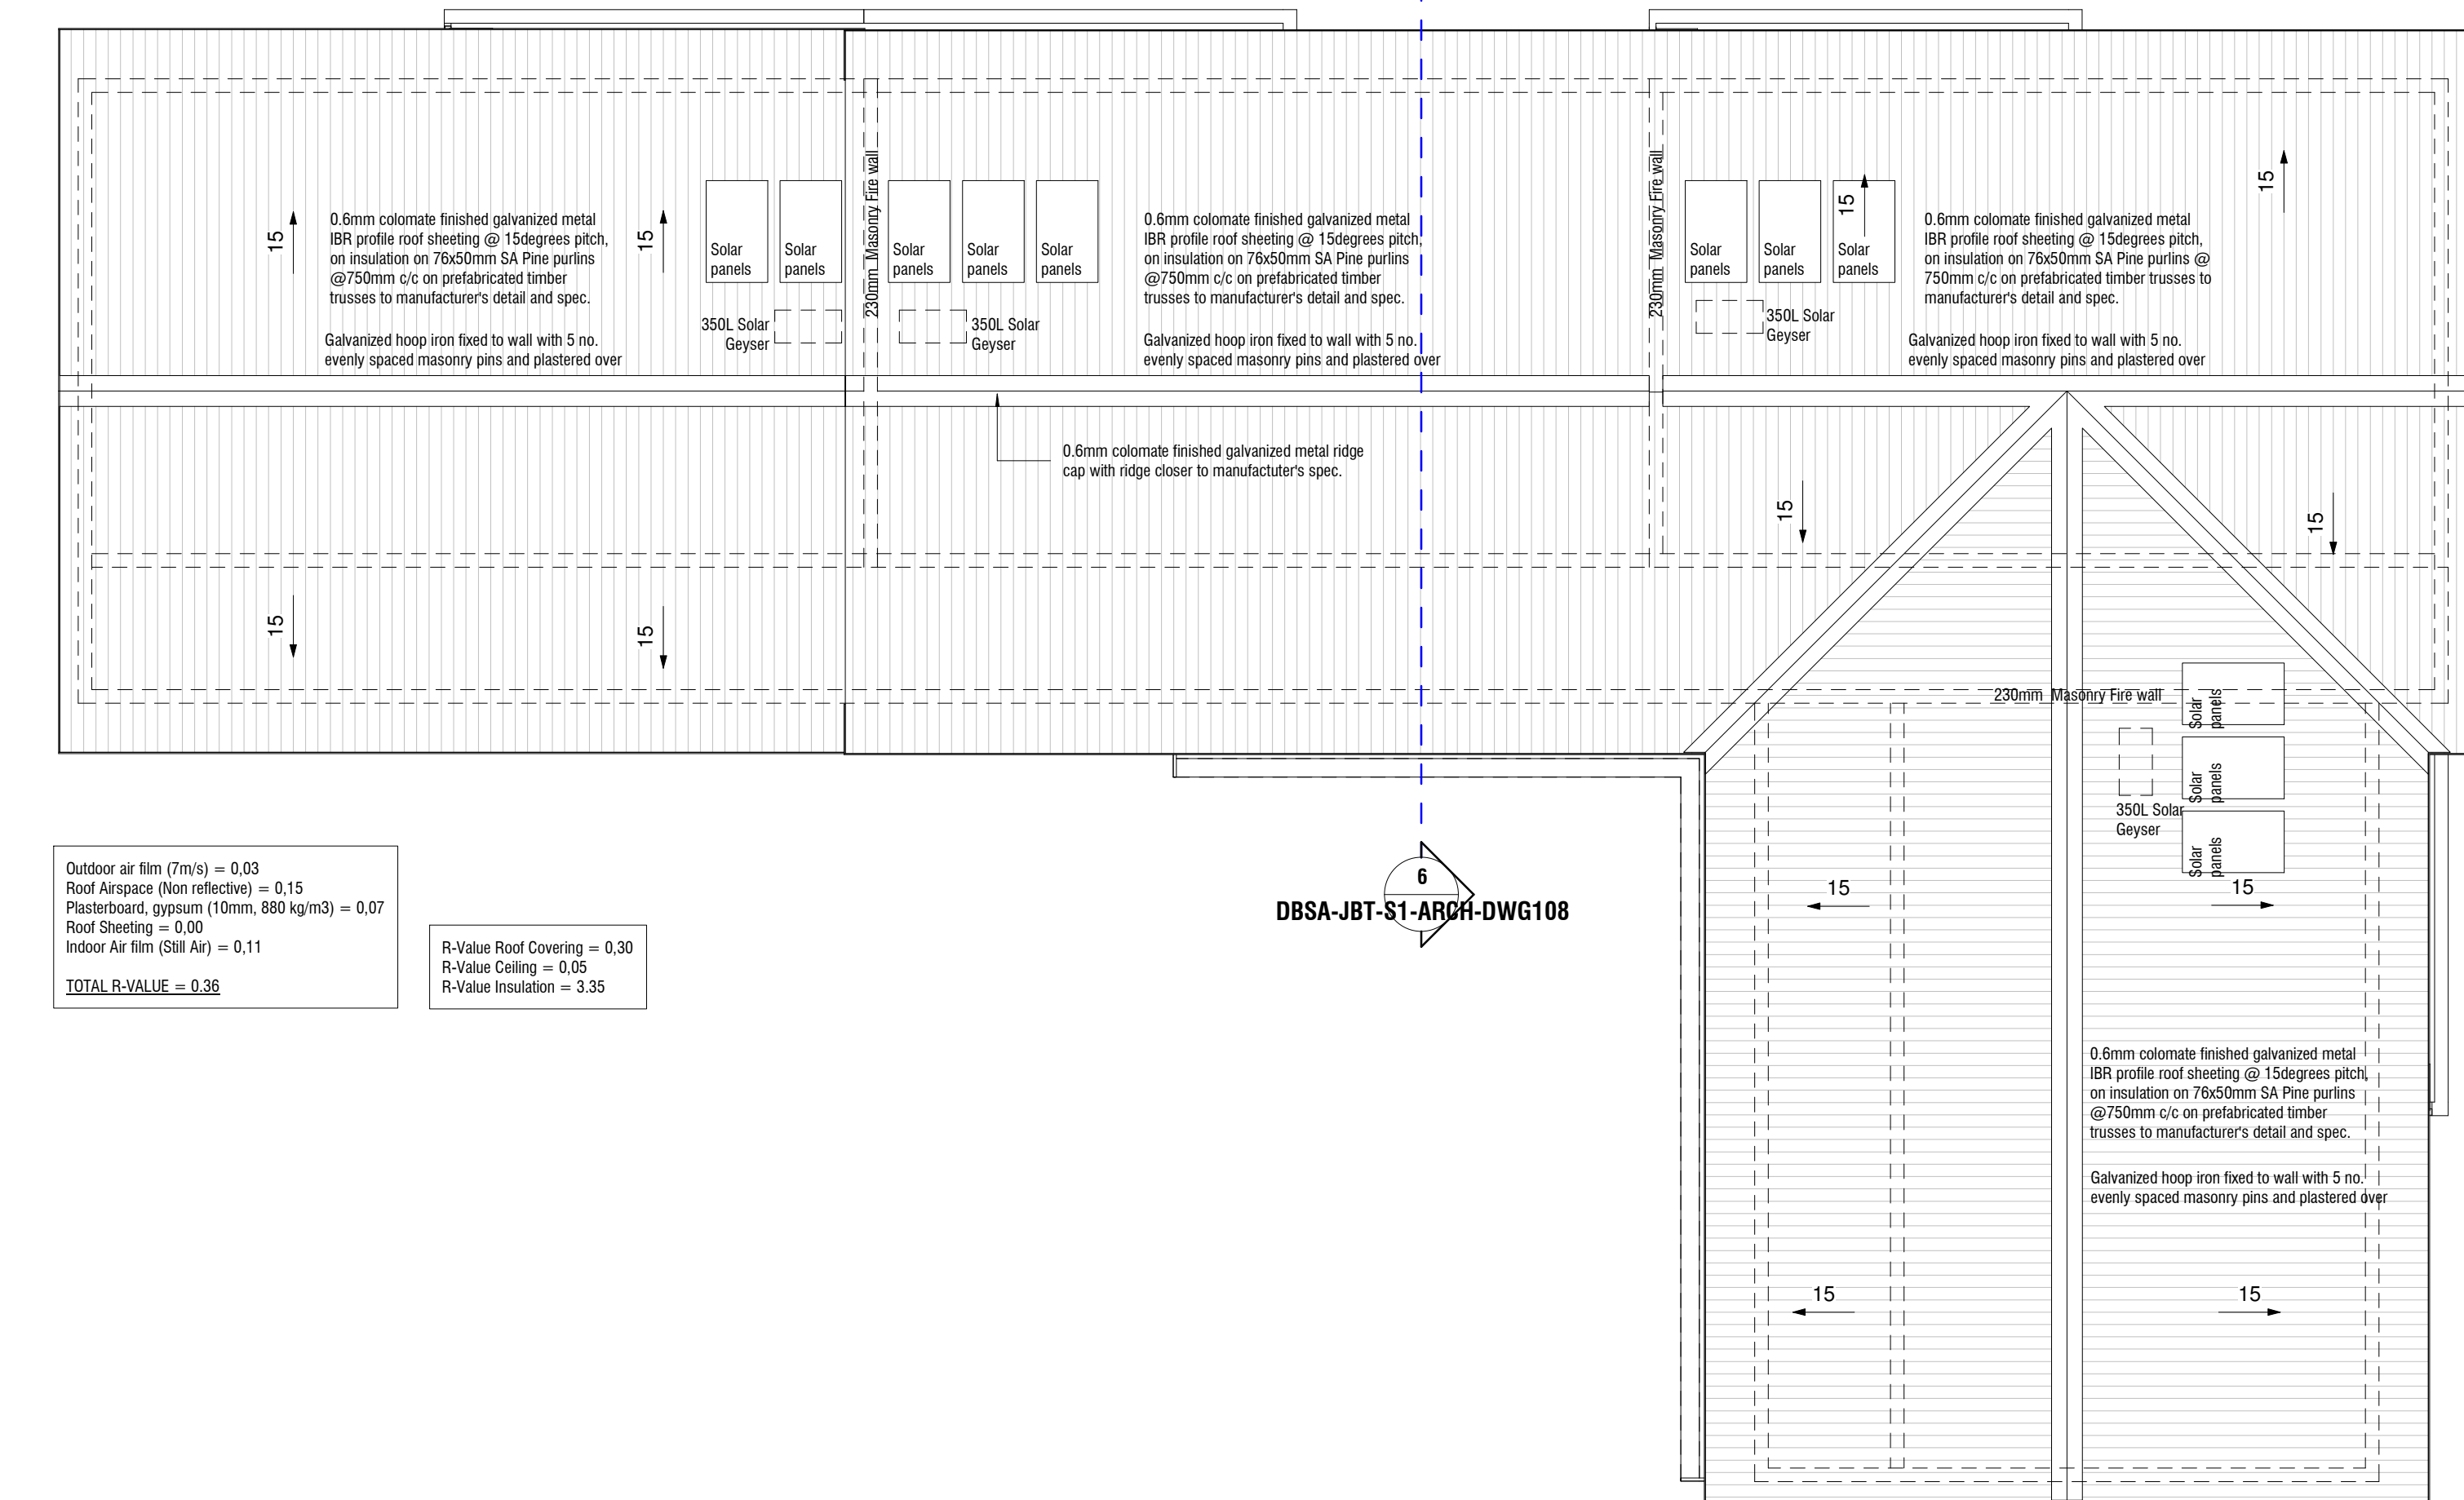 15
0.6mm colomate finished galvanized metal
IBR profile roof sheeting @ 15degrees pitch,
on insulation on 76x50mm SA Pine purlins
@750mm c/c on prefabricated timber
trusses to manufacturer's detail and spec.
Galvanized hoop iron fixed to wall with 5 no.
evenly spaced masonry pins and plastered over
15
Solar
panels
Solar
panels
350L Solar
Geyser
230mm Masonry Fire wall
Solar
panels
Solar
panels
Solar
panels
350L Solar
Geyser
0.6mm colomate finished galvanized metal
IBR profile roof sheeting @ 15degrees pitch,
on insulation on 76x50mm SA Pine purlins
@750mm c/c on prefabricated timber
trusses to manufacturer's detail and spec.
Galvanized hoop iron fixed to wall with 5 no.
evenly spaced masonry pins and plastered over
230mm Masonry Fire wall
Solar
panels
Solar
panels
15
Solar
panels
350L Solar
Geyser
0.6mm colomate finished galvanized metal
IBR profile roof sheeting @ 15degrees pitch,
on insulation on 76x50mm SA Pine purlins @
750mm c/c on prefabricated timber trusses to
manufacturer's detail and spec.
Galvanized hoop iron fixed to wall with 5 no.
evenly spaced masonry pins and plastered over
15
0.6mm colomate finished galvanized metal ridge
cap with ridge closer to manufactuter's spec.
15
15
15
15
230mm Masonry Fire wall
Solar
panels
Solar
panels
350L Solar
Geyser
Solar
panels
15
15
Outdoor air film (7m/s) = 0,03
Roof Airspace (Non reflective) = 0,15
Plasterboard, gypsum (10mm, 880 kg/m3) = 0,07
Roof Sheeting = 0,00
Indoor Air film (Still Air) = 0,11
TOTAL R-VALUE = 0.36
R-Value Roof Covering = 0,30
R-Value Ceiling = 0,05
R-Value Insulation = 3.35
6
DBSA-JBT-S1-ARCH-DWG108
0.6mm colomate finished galvanized metal
IBR profile roof sheeting @ 15degrees pitch,
on insulation on 76x50mm SA Pine purlins
@750mm c/c on prefabricated timber
trusses to manufacturer's detail and spec.
Galvanized hoop iron fixed to wall with 5 no.
evenly spaced masonry pins and plastered over
15
15